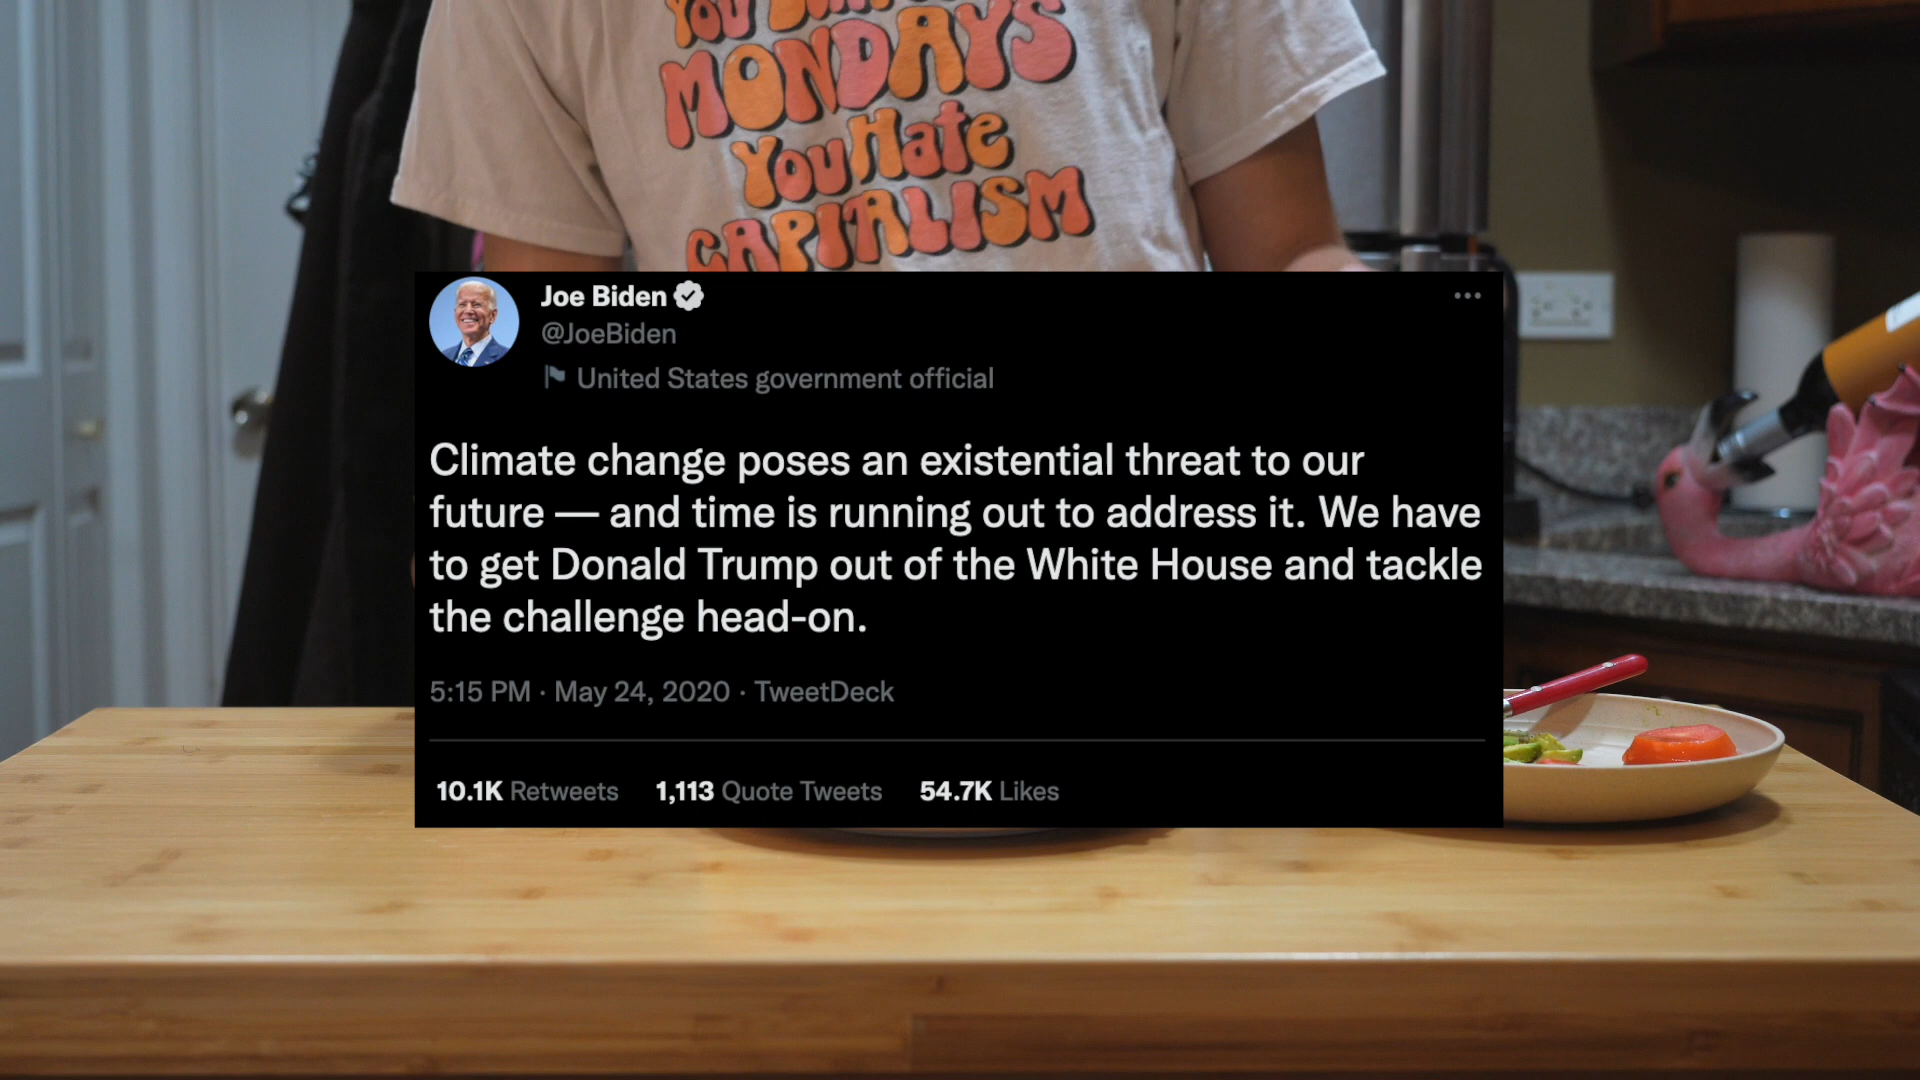 YOU DON'T HATE
MONDAYS
You Hate
CAPITALISM
Joe Biden
@JoeBiden
United States government official
Climate change poses an existential threat to our
future — and time is running out to address it. We have
to get Donald Trump out of the White House and tackle
the challenge head-on.
5:15 PM · May 24, 2020 · TweetDeck
10.1K Retweets 1,113 Quote Tweets 54.7K Likes